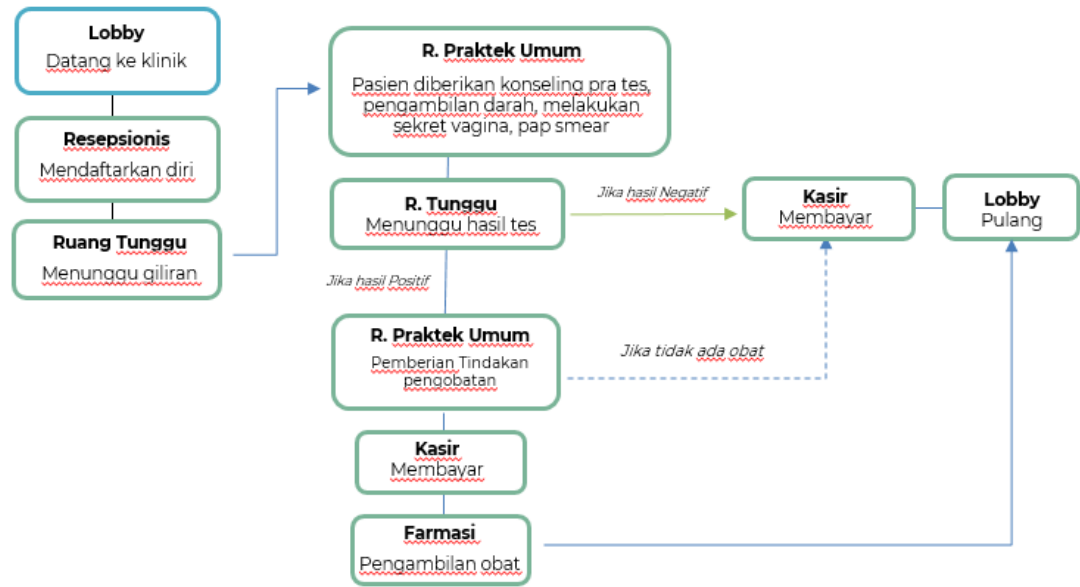 Lobby
Datang ke klinik
Resepsionis
Mendaftarkan diri
Ruang Tunggu
Menunggu giliran
R. Praktek Umum
Pasien diberikan konseling pra tes,
pengambilan darah, melakukan
sekret vagina, pap smear
R. Tunggu
Menunggu hasil tes
Jika hasil Negatif
Kasir
Membayar
Lobby
Pulang
Jika hasil Positif
R. Praktek Umum
Pemberian Tindakan
pengobatan
Jika tidak ada obat
Kasir
Membayar
Farmasi
Pengambilan obat